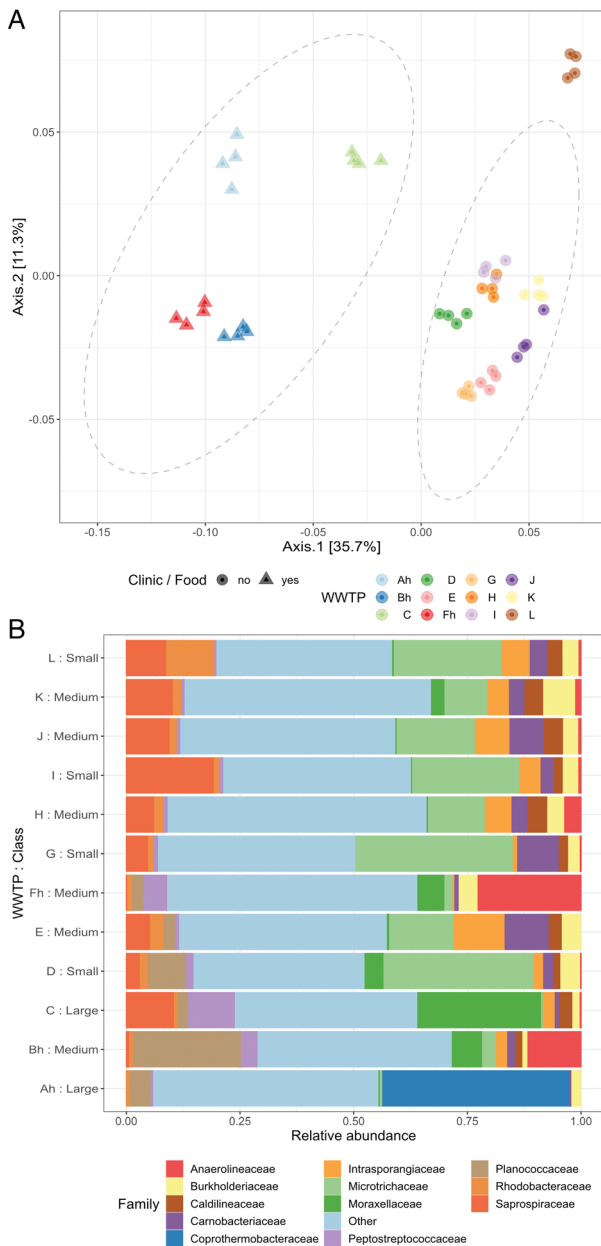 A
0.05
0.00
-0.05
Axis.2 [11.3%]
-0.15 -0.10 -0.05 0.00 0.05
Axis.1 [35.7%]
Clinic / Food no yes
WWTP
Ah D G J
Bh E H K
C Fh I L
B
L : Small
K : Medium
J : Medium
I : Small
H : Medium
G : Small
Fh : Medium
E : Medium
D : Small
C : Large
Bh : Medium
Ah : Large
WWTP : Class
0.00 0.25 0.50 0.75 1.00
Relative abundance
Family
Anaerolineaceae Intrasporangiaceae Planococcaceae
Burkholderiaceae Microtrichaceae Rhodobacteraceae
Caldilineaceae Moraxellaceae Saprospiraceae
Carnobacteriaceae Other
Coprothermobacteraceae Peptostreptococcaceae